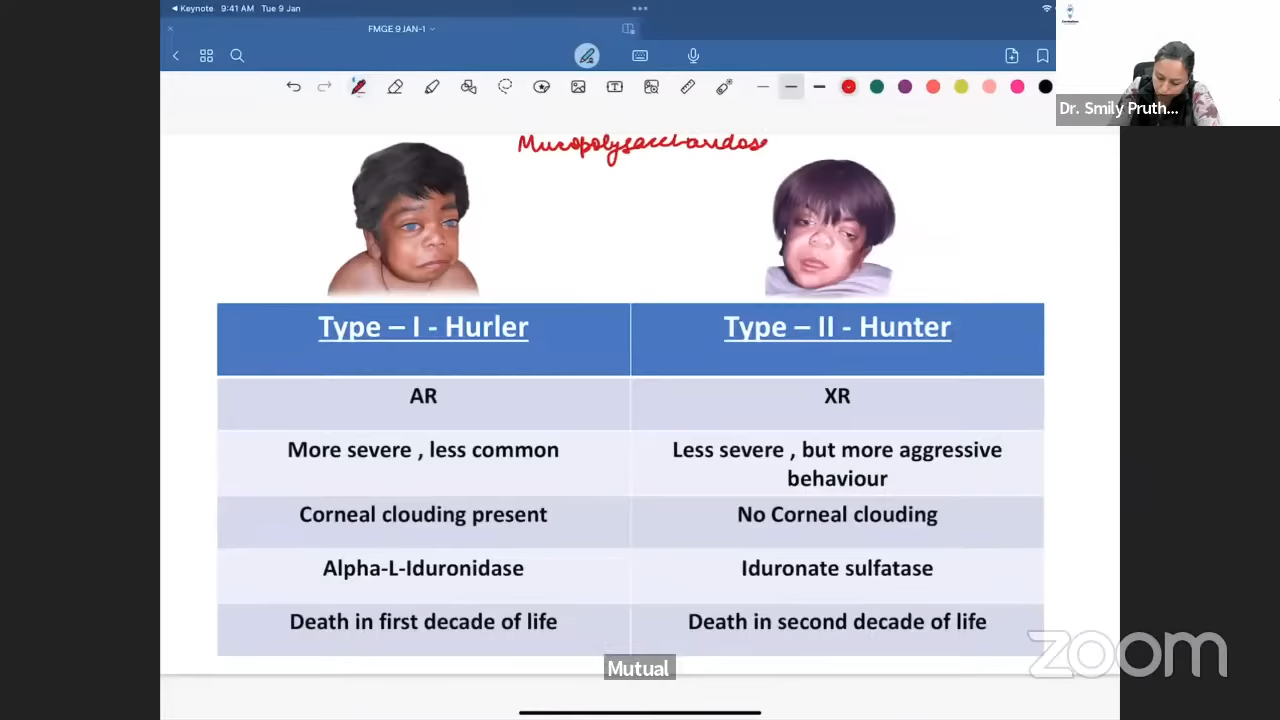 Keynote 9:41 AM Tue 9 Jan
FMGE 9 JAN-1
Dr. Smily Pruth...
Mucopolysaccharidos
Type – I - Hurler
Type – II - Hunter
AR
XR
More severe , less common
Less severe , but more aggressive
behaviour
Corneal clouding present
No Corneal clouding
Alpha-L-Iduronidase
Iduronate sulfatase
Death in first decade of life
Death in second decade of life
zoom
Mutual